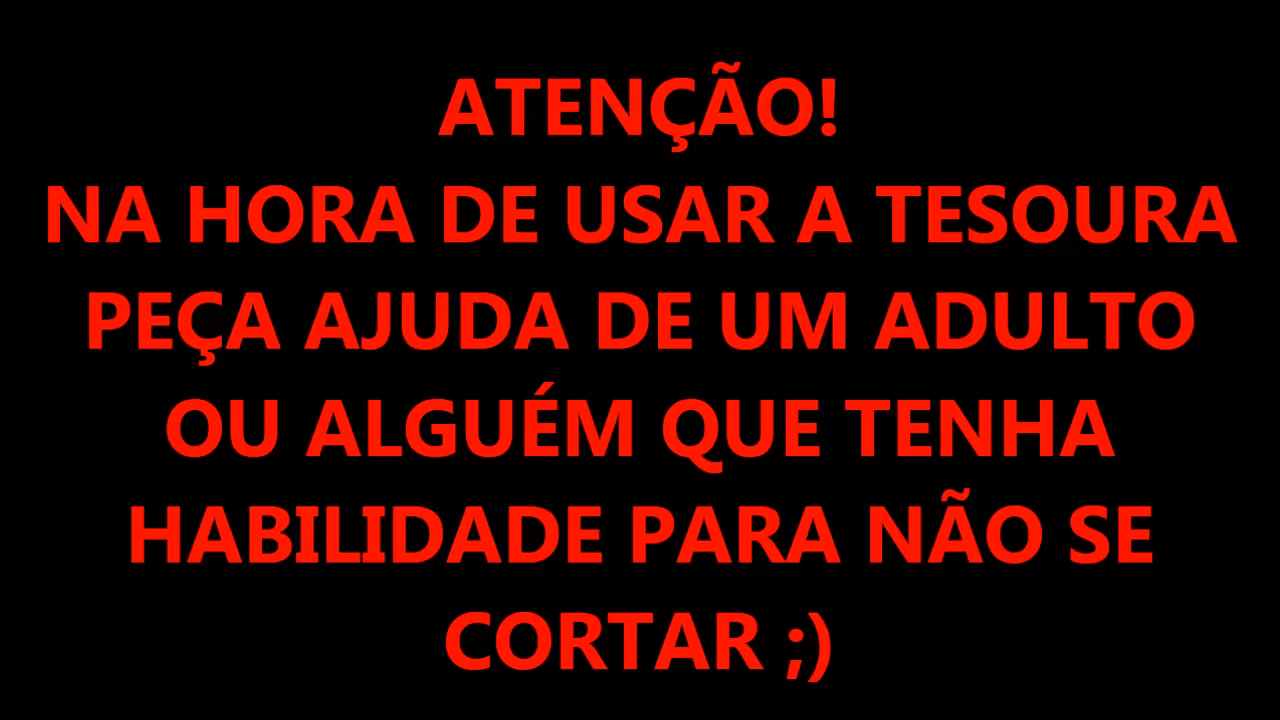 ATENÇÃO!
NA HORA DE USAR A TESOURA
PEÇA AJUDA DE UM ADULTO
OU ALGUÉM QUE TENHA
HABILIDADE PARA NÃO SE
CORTAR ;)